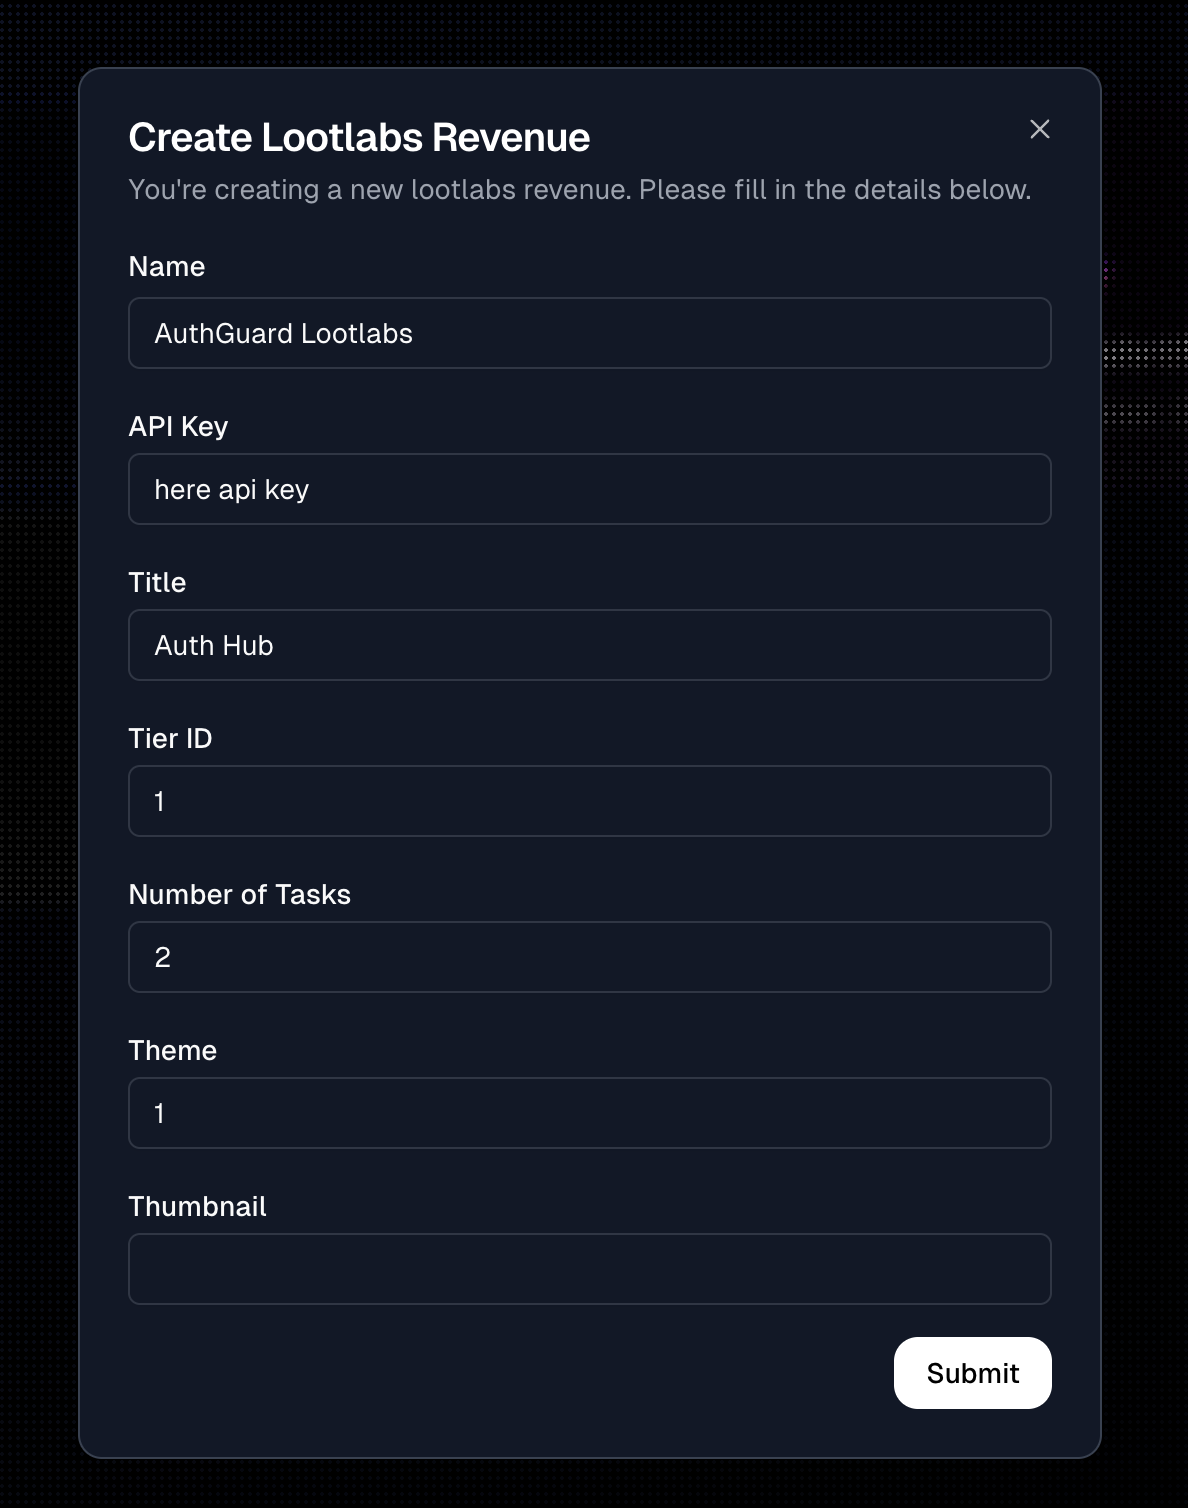 Create Lootlabs Revenue
You're creating a new lootlabs revenue. Please fill in the details below.
Name
AuthGuard Lootlabs
API Key
here api key
Title
Auth Hub
Tier ID
1
Number of Tasks
2
Theme
1
Thumbnail
Submit